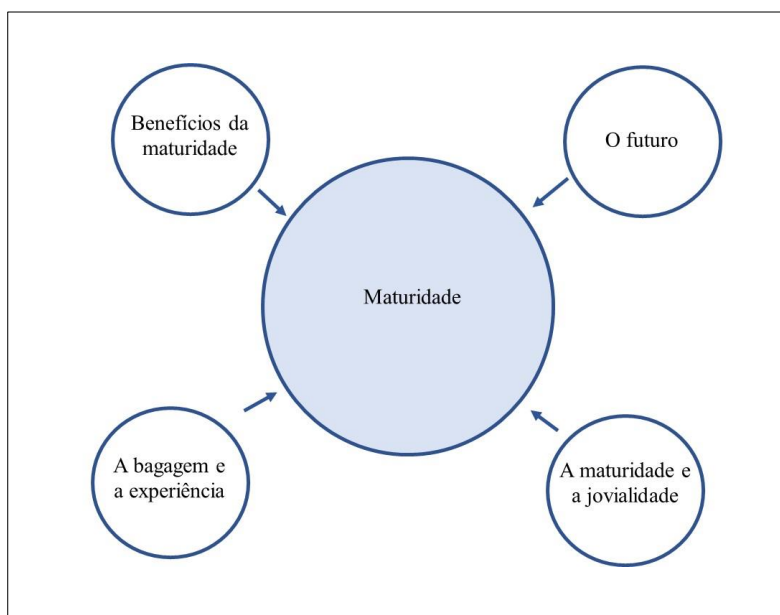 Benefícios da
maturidade
O futuro
Maturidade
A bagagem e
a experiência
A maturidade e
a jovialidade